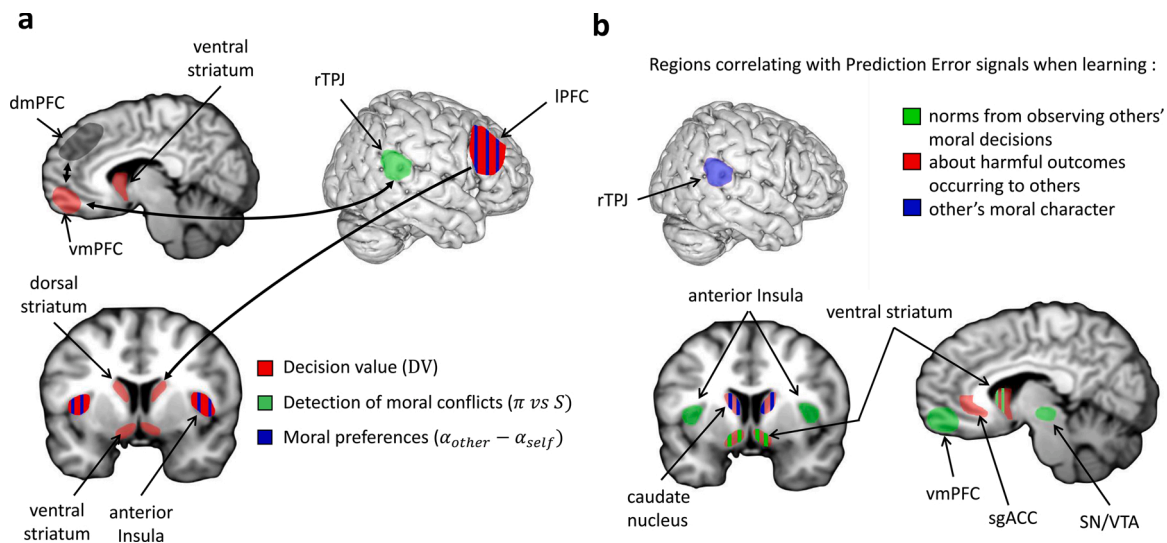 a
ventral
striatum
dmPFC
rTPJ
lPFC
vmPFC
dorsal
striatum
Decision value (DV)
Detection of moral conflicts (π vs S)
Moral preferences (α_other − α_self)
ventral
striatum
anterior
Insula
b
Regions correlating with Prediction Error signals when learning :
norms from observing others’
moral decisions
about harmful outcomes
occurring to others
other’s moral character
rTPJ
anterior Insula
ventral striatum
caudate
nucleus
vmPFC
sgACC
SN/VTA